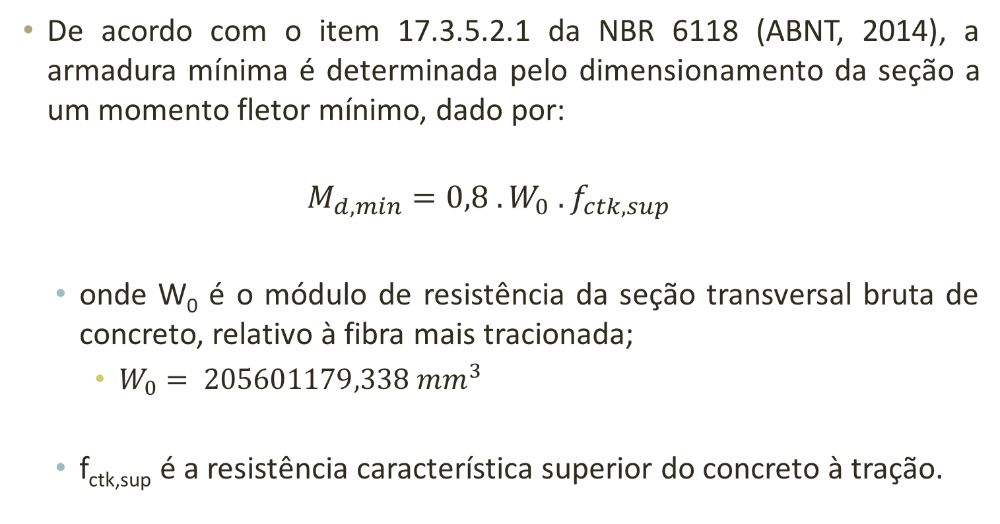 • De acordo com o item 17.3.5.2.1 da NBR 6118 (ABNT, 2014), a
armadura mínima é determinada pelo dimensionamento da seção a
um momento fletor mínimo, dado por:
M_{d,min} = 0,8 . W_0 . f_{ctk,sup}
• onde W_0 é o módulo de resistência da seção transversal bruta de
concreto, relativo à fibra mais tracionada;
• W_0 = 205601179,338 mm^3
• f_{ctk,sup} é a resistência característica superior do concreto à tração.